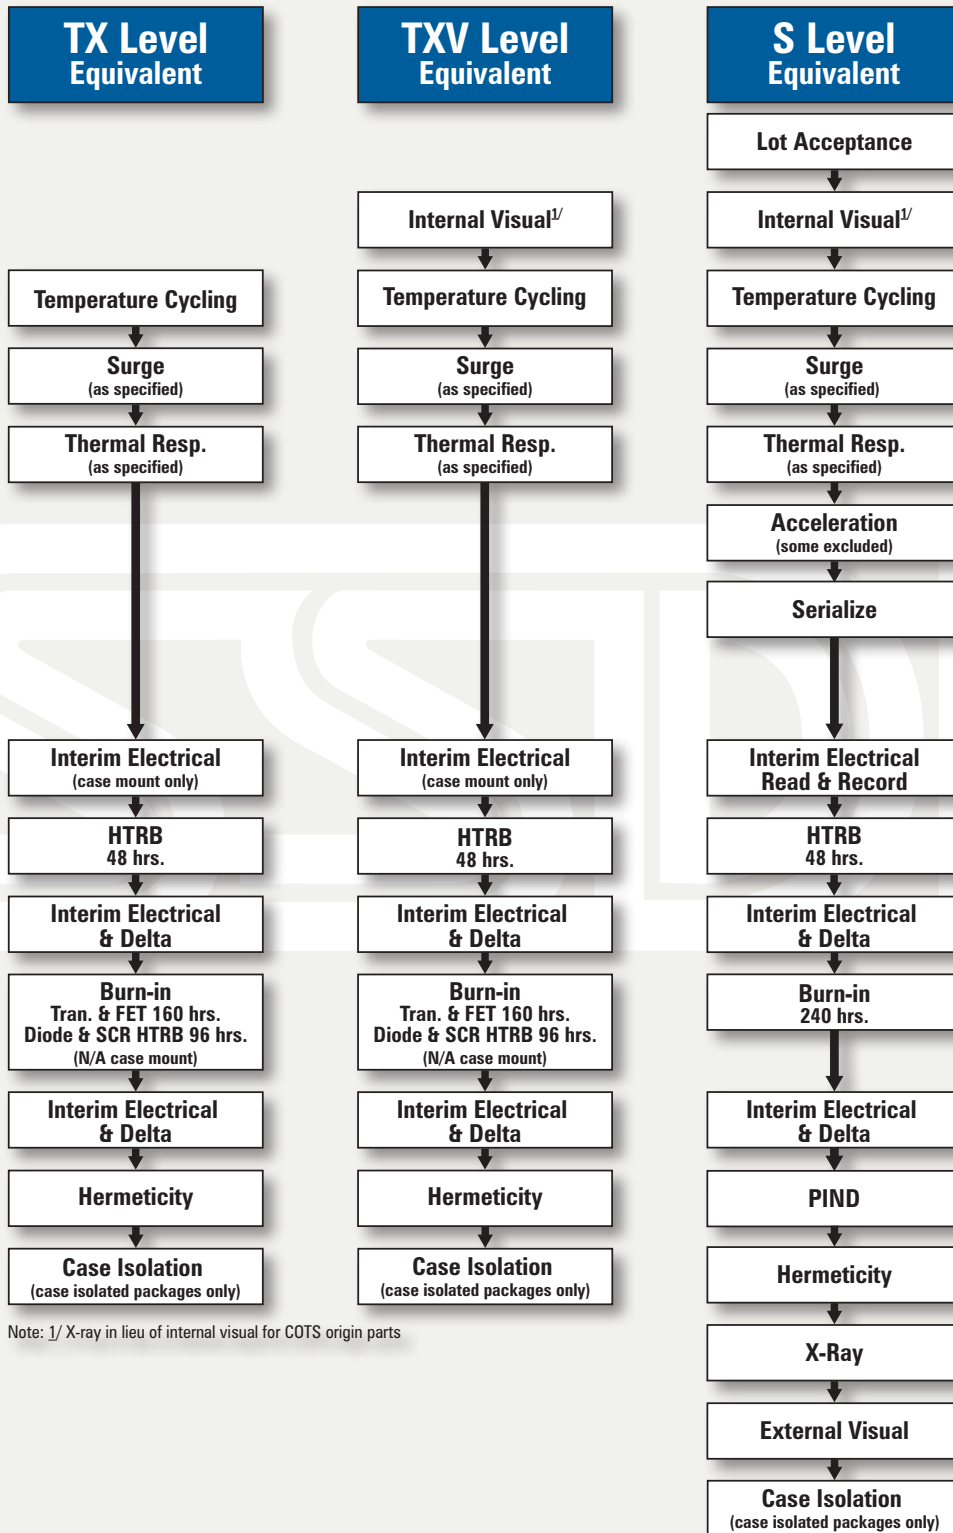 TX Level
Equivalent
Temperature Cycling
Surge
(as specified)
Thermal Resp.
(as specified)
Interim Electrical
(case mount only)
HTRB
48 hrs.
Interim Electrical
& Delta
Burn-in
Tran. & FET 160 hrs.
Diode & SCR HTRB 96 hrs.
(N/A case mount)
Interim Electrical
& Delta
Hermeticity
Case Isolation
(case isolated packages only)
Note: 1/ X-ray in lieu of internal visual for COTS origin parts
TXV Level
Equivalent
Internal Visual1/
Temperature Cycling
Surge
(as specified)
Thermal Resp.
(as specified)
Interim Electrical
(case mount only)
HTRB
48 hrs.
Interim Electrical
& Delta
Burn-in
Tran. & FET 160 hrs.
Diode & SCR HTRB 96 hrs.
(N/A case mount)
Interim Electrical
& Delta
Hermeticity
Case Isolation
(case isolated packages only)
S Level
Equivalent
Lot Acceptance
Internal Visual1/
Temperature Cycling
Surge
(as specified)
Thermal Resp.
(as specified)
Acceleration
(some excluded)
Serialize
Interim Electrical
Read & Record
HTRB
48 hrs.
Interim Electrical
& Delta
Burn-in
240 hrs.
Interim Electrical
& Delta
PIND
Hermeticity
X-Ray
External Visual
Case Isolation
(case isolated packages only)
SSDI